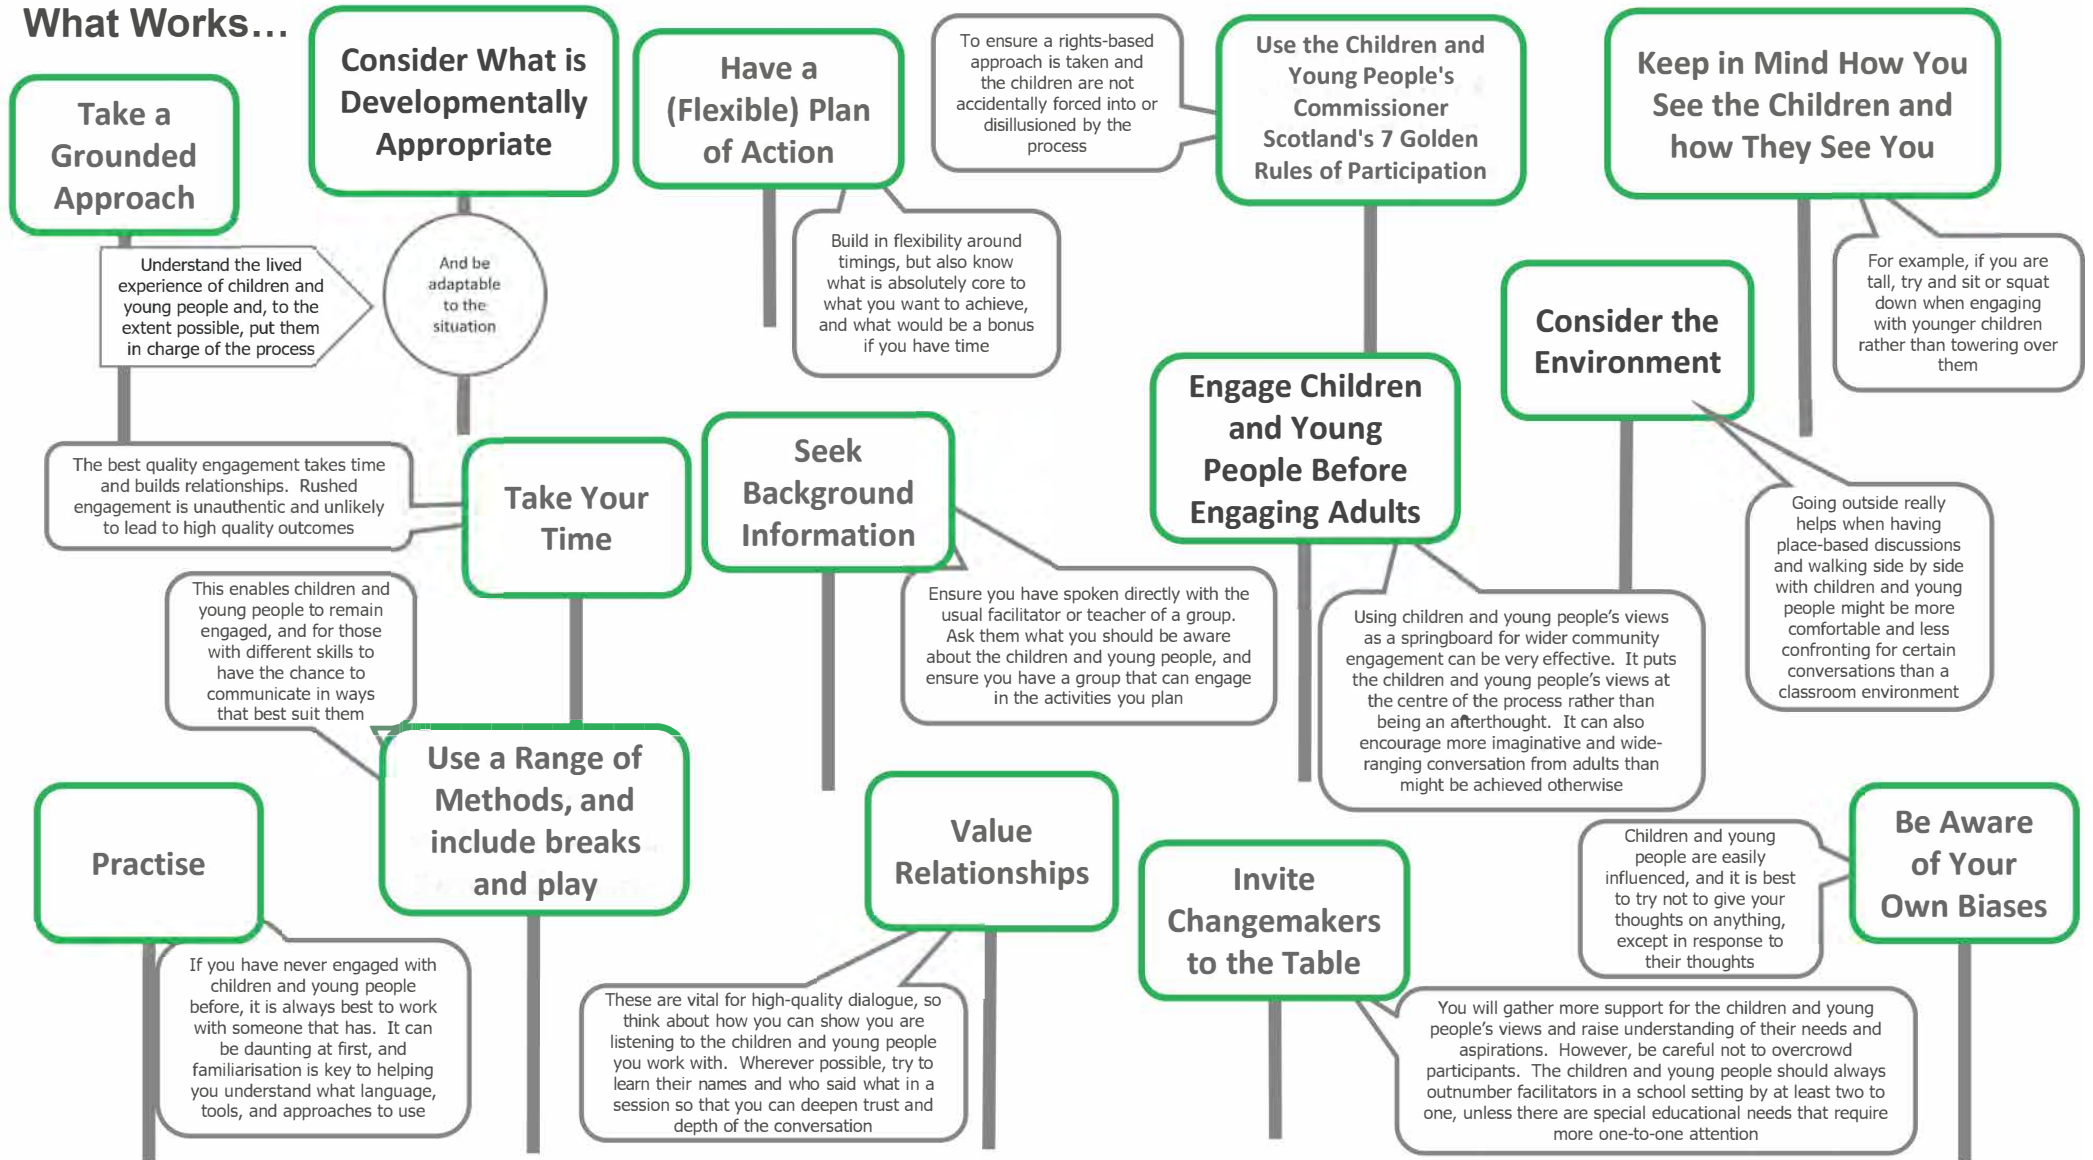 What Works...
Take a
Grounded
Approach
Understand the lived
experience of children and
young people and, to the
extent possible, put them
in charge of the process
Consider What is
Developmentally
Appropriate
And be
adaptable
to the
situation
Have a
(Flexible) Plan
of Action
Build in flexibility around
timings, but also know
what is absolutely core to
what you want to achieve,
and what would be a bonus
if you have time
To ensure a rights-based
approach is taken and
the children are not
accidentally forced into or
disillusioned by the
process
Use the Children and
Young People's
Commissioner
Scotland's 7 Golden
Rules of Participation
Keep in Mind How You
See the Children and
how They See You
For example, if you are
tall, try and sit or squat
down when engaging
with younger children
rather than towering over
them
The best quality engagement takes time
and builds relationships. Rushed
engagement is unauthentic and unlikely
to lead to high quality outcomes
Take Your
Time
Seek
Background
Information
Ensure you have spoken directly with the
usual facilitator or teacher of a group.
Ask them what you should be aware
about the children and young people, and
ensure you have a group that can engage
in the activities you plan
Engage Children
and Young
People Before
Engaging Adults
Using children and young people's views
as a springboard for wider community
engagement can be very effective. It puts
the children and young people's views at
the centre of the process rather than
being an afterthought. It can also
encourage more imaginative and wide-
ranging conversation from adults than
might be achieved otherwise
Consider the
Environment
Going outside really
helps when having
place-based discussions
and walking side by side
with children and young
people might be more
comfortable and less
confronting for certain
conversations than a
classroom environment
This enables children and
young people to remain
engaged, and for those
with different skills to
have the chance to
communicate in ways
that best suit them
Use a Range of
Methods, and
include breaks
and play
Practise
If you have never engaged with
children and young people
before, it is always best to work
with someone that has. It can
be daunting at first, and
familiarisation is key to helping
you understand what language,
tools, and approaches to use
Value
Relationships
These are vital for high-quality dialogue, so
think about how you can show you are
listening to the children and young people
you work with. Wherever possible, try to
learn their names and who said what in a
session so that you can deepen trust and
depth of the conversation
Invite
Changemakers
to the Table
You will gather more support for the children and young
people's views and raise understanding of their needs and
aspirations. However, be careful not to overcrowd
participants. The children and young people should always
outnumber facilitators in a school setting by at least two to
one, unless there are special educational needs that require
more one-to-one attention
Children and young
people are easily
influenced, and it is best
to try not to give your
thoughts on anything,
except in response to
their thoughts
Be Aware
of Your
Own Biases